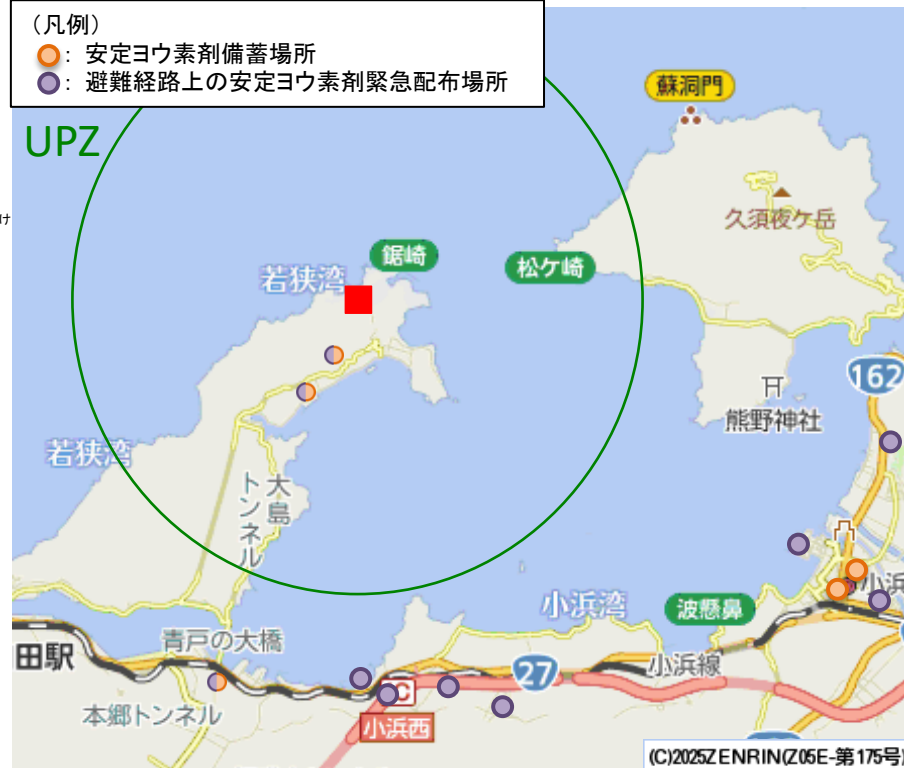 （凡例）
：安定ヨウ素剤備蓄場所
：避難経路上の安定ヨウ素剤緊急配布場所
UPZ
蘇洞門
久須夜ケ岳
け
鋸崎
若狭湾
松ケ崎
162
熊野神社
若狭湾
大島
トンネル
小浜湾
波懸鼻
小浜
青戸の大橋
田駅
27
小浜線
本郷トンネル
小浜西
(C)2025ZENRIN(Z05E-第175号)